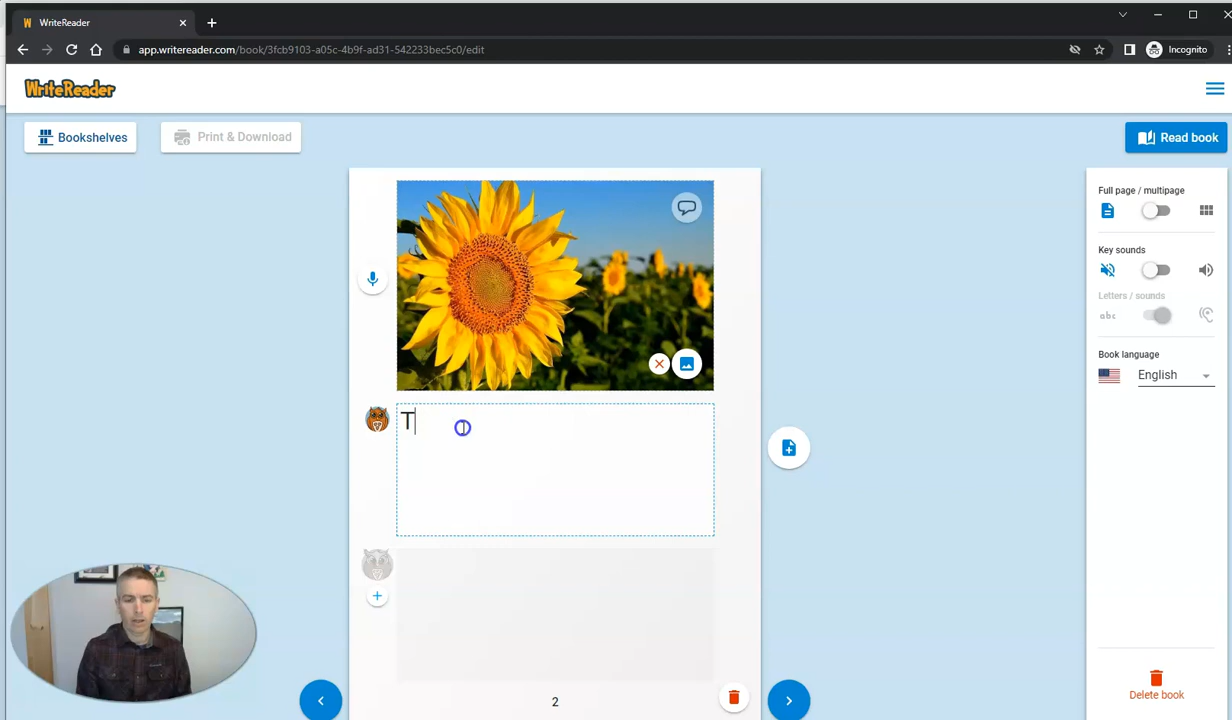 WriteReader
app.writereader.com/book/3fcb9103-a05c-4b9f-ad31-542233bec5c0/edit
Incognito
WriteReader
Bookshelves
Print & Download
Read book
Full page / multipage
Key sounds
Letters / sounds
abc
Book language
English
T
2
Delete book